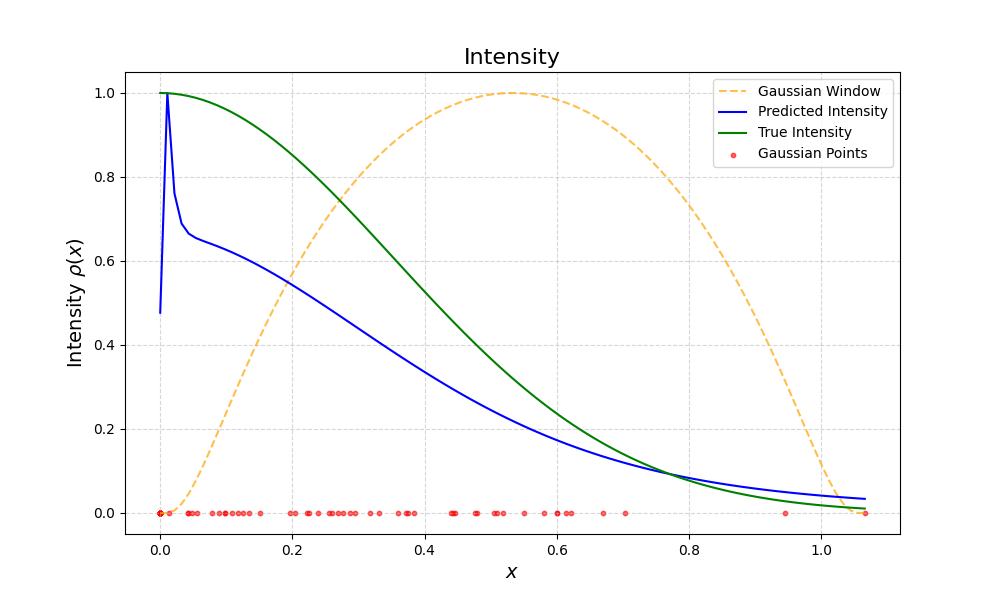 Intensity
Gaussian Window
Predicted Intensity
True Intensity
Gaussian Points
Intensity ρ(x)
1.0
0.8
0.6
0.4
0.2
0.0
0.0 0.2 0.4 0.6 0.8 1.0
x